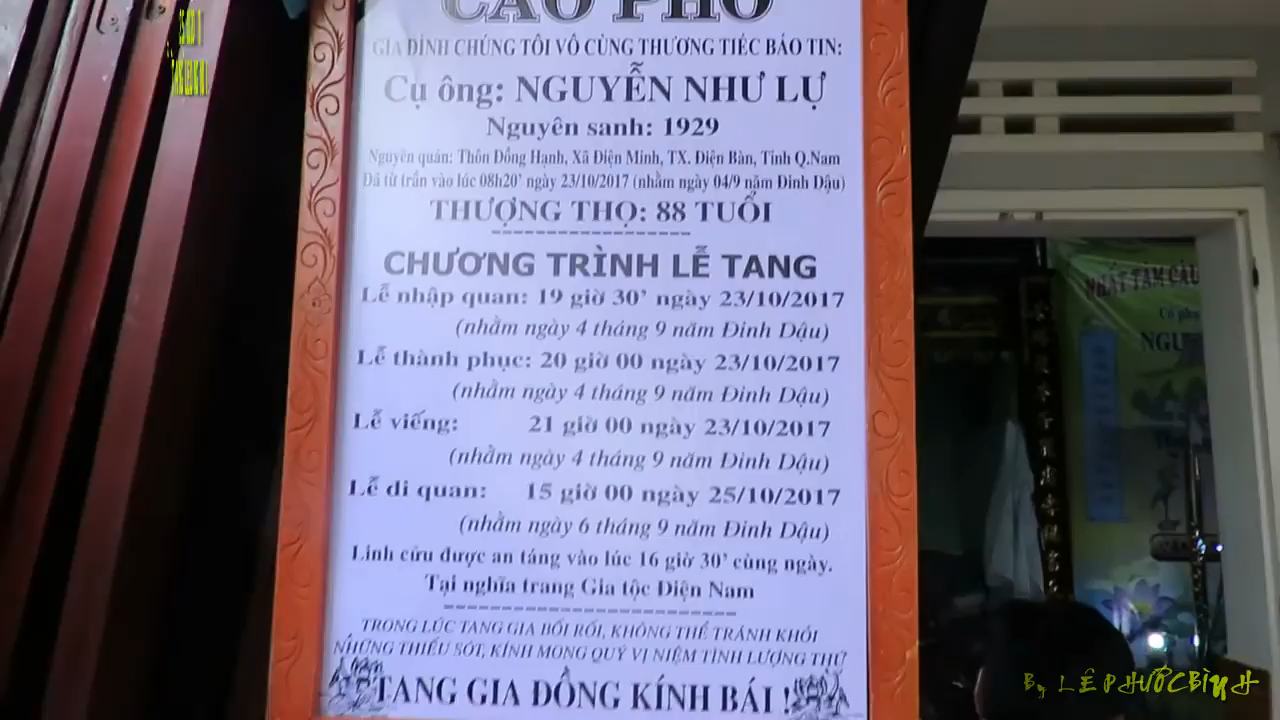 CÁO PHÓ
GIA ĐÌNH CHÚNG TÔI VÔ CÙNG THƯƠNG TIẾC BÁO TIN:
Cụ ông: NGUYỄN NHƯ LỰ
Nguyên sanh: 1929
Nguyên quán: Thôn Đồng Hạnh, Xã Điện Minh, TX. Điện Bàn, Tỉnh Q.Nam
Đã từ trần vào lúc 08h20’ ngày 23/10/2017 (nhằm ngày 04/9 năm Đinh Dậu)
THƯỢNG THỌ: 88 TUỔI
CHƯƠNG TRÌNH LỄ TANG
Lễ nhập quan: 19 giờ 30’ ngày 23/10/2017
(nhằm ngày 4 tháng 9 năm Đinh Dậu)
Lễ thành phục: 20 giờ 00 ngày 23/10/2017
(nhằm ngày 4 tháng 9 năm Đinh Dậu)
Lễ viếng: 21 giờ 00 ngày 23/10/2017
(nhằm ngày 4 tháng 9 năm Đinh Dậu)
Lễ di quan: 15 giờ 00 ngày 25/10/2017
(nhằm ngày 6 tháng 9 năm Đinh Dậu)
Linh cửu được an táng vào lúc 16 giờ 30’ cùng ngày.
Tại nghĩa trang Gia tộc Điện Nam
TRONG LÚC TANG GIA BỐI RỐI, KHÔNG THỂ TRÁNH KHỎI
NHỮNG THIẾU SÓT, KÍNH MONG QUÝ VỊ NIỆM TÌNH LƯỢNG THỨ
TANG GIA ĐỒNG KÍNH BÁI !
NHẤT TÂM CẦU
Cố phụ
By LÊ PHƯỚC BÌNH